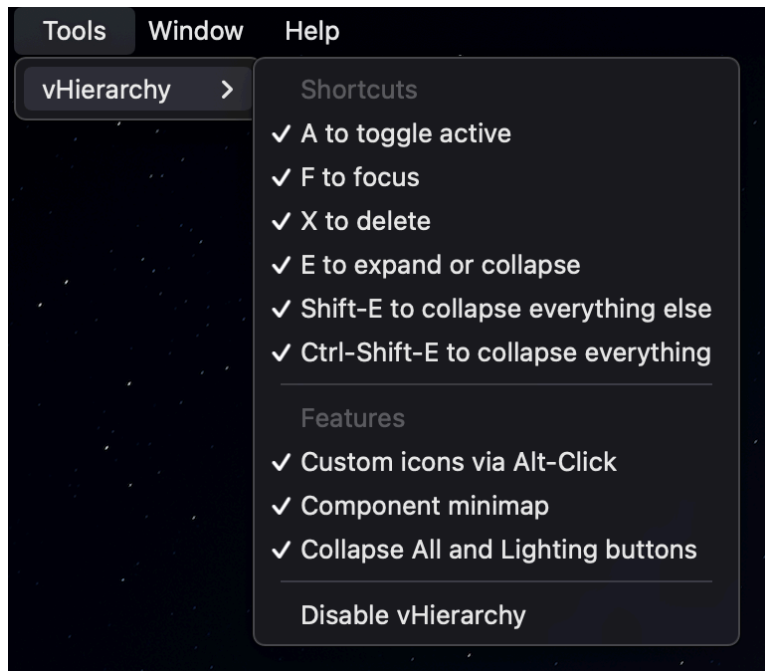 Tools Window Help
vHierarchy >
Shortcuts
✓ A to toggle active
✓ F to focus
✓ X to delete
✓ E to expand or collapse
✓ Shift-E to collapse everything else
✓ Ctrl-Shift-E to collapse everything
Features
✓ Custom icons via Alt-Click
✓ Component minimap
✓ Collapse All and Lighting buttons
Disable vHierarchy